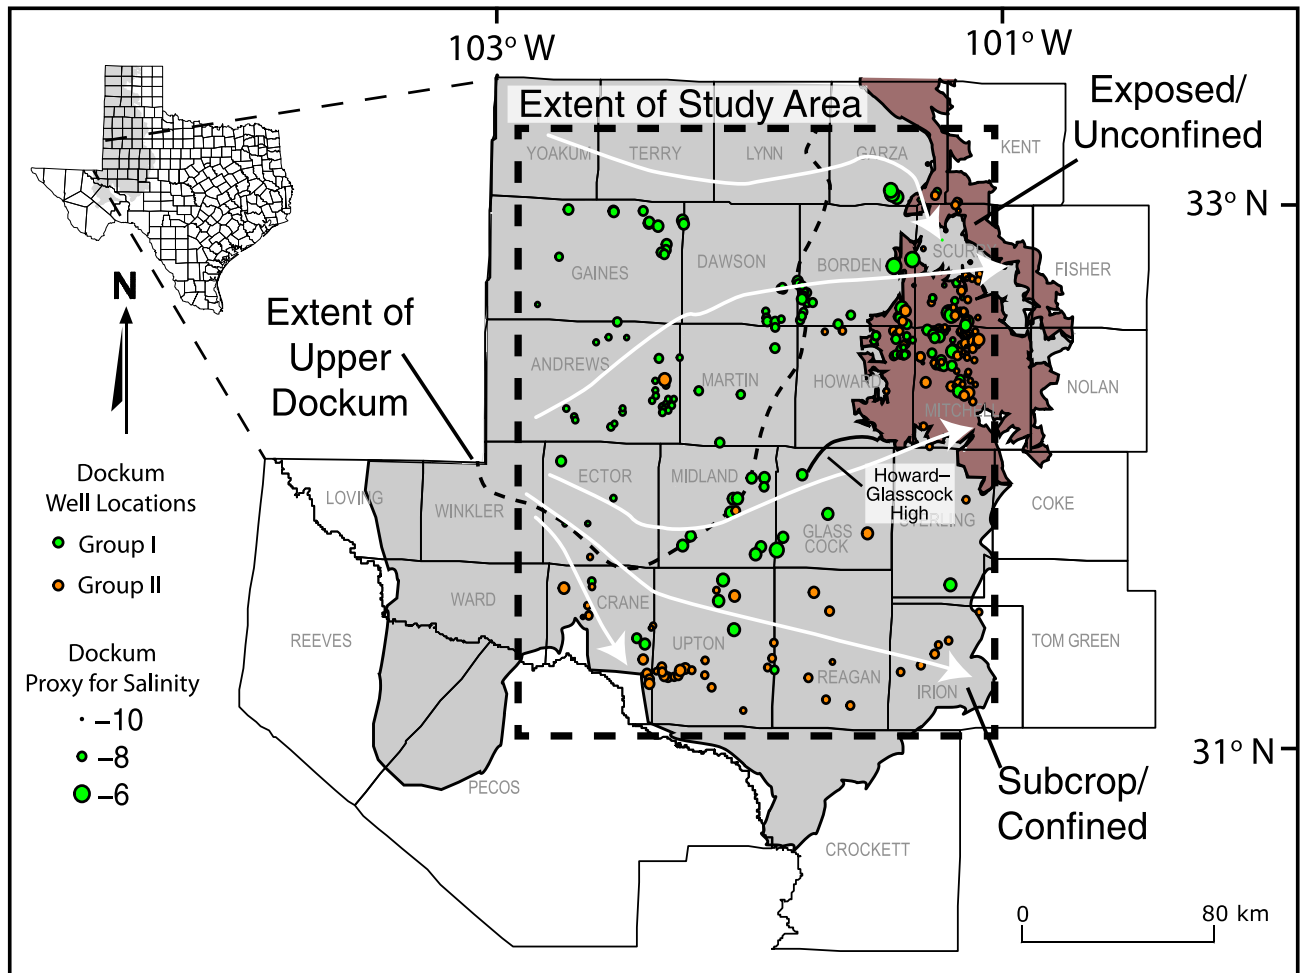 103° W
101° W
Extent of Study Area
Exposed/
Unconfined
YOAKUM
TERRY
LYNN
GARZA
KENT
33° N
N
GAINES
DAWSON
BORDEN
SCURRY
FISHER
Extent of
Upper
Dockum
ANDREWS
MARTIN
HOWARD
MITCHELL
NOLAN
Dockum
Well Locations
Group I
Group II
LOVING
WINKLER
ECTOR
MIDLAND
Howard–
Glasscock
High
GLASS
COCK
STERLING
COKE
WARD
CRANE
REEVES
UPTON
REAGAN
IRION
TOM GREEN
Dockum
Proxy for Salinity
–10
–8
–6
31° N
PECOS
Subcrop/
Confined
CROCKETT
0 80 km